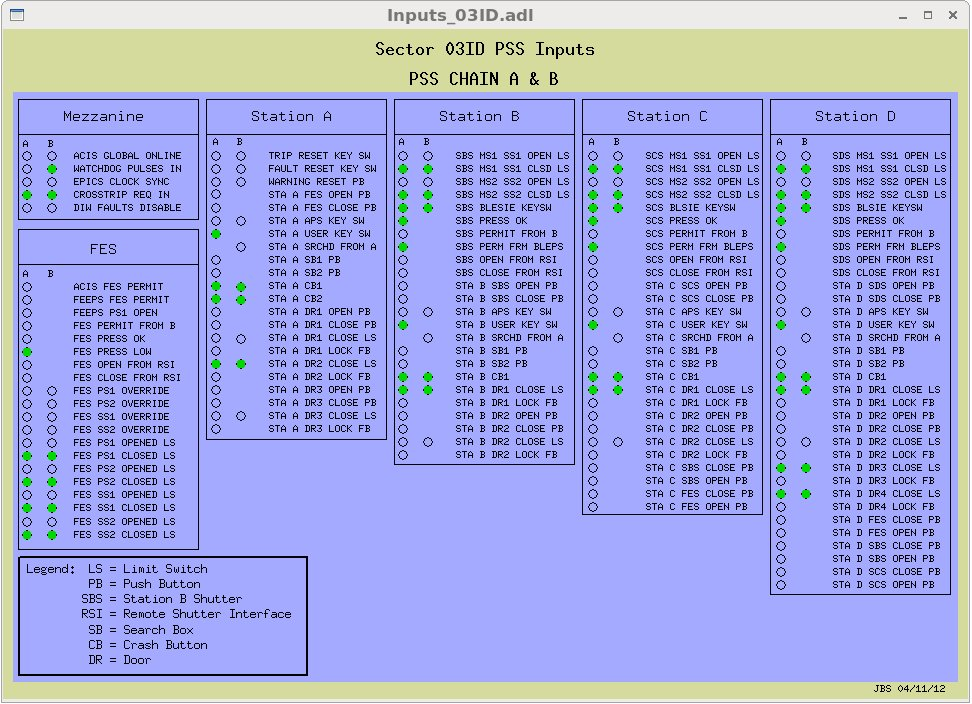 Inputs_03ID.adl
Sector 03ID PSS Inputs
PSS CHAIN A & B
Mezzanine
A B
ACIS GLOBAL ONLINE
WATCHDOG PULSES IN
EPICS CLOCK SYNC
CROSSTRIP REQ IN
DIW FAULTS DISABLE
FES
A B
ACIS FES PERMIT
FEEPS FES PERMIT
FEEPS PS1 OPEN
FES PERMIT FROM B
FES PRESS OK
FES PRESS LOW
FES OPEN FROM RSI
FES CLOSE FROM RSI
FES PS1 OVERRIDE
FES PS2 OVERRIDE
FES SS1 OVERRIDE
FES SS2 OVERRIDE
FES PS1 OPENED LS
FES PS1 CLOSED LS
FES PS2 OPENED LS
FES PS2 CLOSED LS
FES SS1 OPENED LS
FES SS1 CLOSED LS
FES SS2 OPENED LS
FES SS2 CLOSED LS
Station A
A B
TRIP RESET KEY SW
FAULT RESET KEY SW
WARNING RESET PB
STA A FES OPEN PB
STA A FES CLOSE PB
STA A APS KEY SW
STA A USER KEY SW
STA A SRCHD FROM A
STA A SB1 PB
STA A SB2 PB
STA A CB1
STA A CB2
STA A DR1 OPEN PB
STA A DR1 CLOSE PB
STA A DR1 CLOSE LS
STA A DR1 LOCK FB
STA A DR2 CLOSE LS
STA A DR2 LOCK FB
STA A DR3 OPEN PB
STA A DR3 CLOSE PB
STA A DR3 CLOSE LS
STA A DR3 LOCK FB
Station B
A B
SBS MS1 SS1 OPEN LS
SBS MS1 SS1 CLSD LS
SBS MS2 SS2 OPEN LS
SBS MS2 SS2 CLSD LS
SBS BLESIE KEYSW
SBS PRESS OK
SBS PERMIT FROM B
SBS PERM FRM BLEPS
SBS OPEN FROM RSI
SBS CLOSE FROM RSI
STA B SBS OPEN PB
STA B SBS CLOSE PB
STA B APS KEY SW
STA B USER KEY SW
STA B SRCHD FROM A
STA B SB1 PB
STA B SB2 PB
STA B CB1
STA B DR1 CLOSE LS
STA B DR1 LOCK FB
STA B DR2 OPEN PB
STA B DR2 CLOSE PB
STA B DR2 CLOSE LS
STA B DR2 LOCK FB
Station C
A B
SCS MS1 SS1 OPEN LS
SCS MS1 SS1 CLSD LS
SCS MS2 SS2 OPEN LS
SCS MS2 SS2 CLSD LS
SCS BLSIE KEYSW
SCS PRESS OK
SCS PERMIT FROM B
SCS PERM FRM BLEPS
SCS OPEN FROM RSI
SCS CLOSE FROM RSI
STA C SCS OPEN PB
STA C SCS CLOSE PB
STA C APS KEY SW
STA C USER KEY SW
STA C SRCHD FROM A
STA C SB1 PB
STA C SB2 PB
STA C CB1
STA C DR1 CLOSE LS
STA C DR1 LOCK FB
STA C DR2 OPEN PB
STA C DR2 CLOSE PB
STA C DR2 CLOSE LS
STA C DR2 LOCK FB
STA C SBS CLOSE PB
STA C SBS OPEN PB
STA C FES CLOSE PB
STA C FES OPEN PB
Station D
A B
SDS MS1 SS1 OPEN LS
SDS MS1 SS1 CLSD LS
SDS MS2 SS2 OPEN LS
SDS MS2 SS2 CLSD LS
SDS BLSIE KEYSW
SDS PRESS OK
SDS PERMIT FROM B
SDS PERM FRM BLEPS
SDS OPEN FROM RSI
SDS CLOSE FROM RSI
STA D SDS OPEN PB
STA D SDS CLOSE PB
STA D APS KEY SW
STA D USER KEY SW
STA D SRCHD FROM A
STA D SB1 PB
STA D SB2 PB
STA D CB1
STA D DR1 CLOSE LS
STA D DR1 LOCK FB
STA D DR2 OPEN PB
STA D DR2 CLOSE PB
STA D DR2 CLOSE LS
STA D DR2 LOCK FB
STA D DR3 CLOSE LS
STA D DR3 LOCK FB
STA D DR4 CLOSE LS
STA D DR4 LOCK FB
STA D FES CLOSE PB
STA D FES OPEN PB
STA D SBS CLOSE PB
STA D SBS OPEN PB
STA D SCS CLOSE PB
STA D SCS OPEN PB
Legend: LS = Limit Switch
PB = Push Button
SBS = Station B Shutter
RSI = Remote Shutter Interface
SB = Search Box
CB = Crash Button
DR = Door
JBS 04/11/12